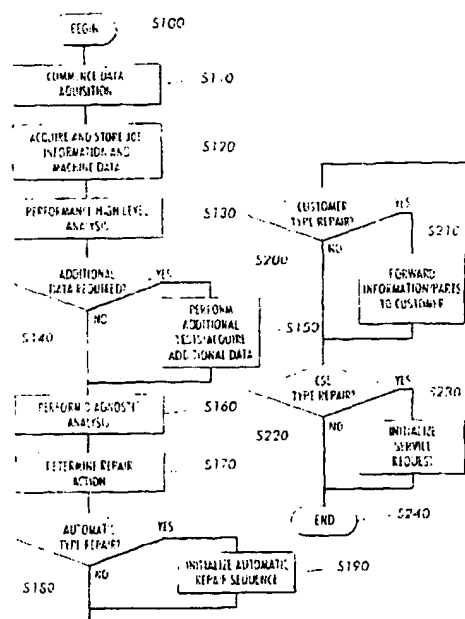 BEGIN
S100
COMMENCE DATA
AQUISITION
S110
ACQUIRE AND STORE JOB
INFORMATION AND
MACHINE DATA
S120
PERFORMANCE HIGH LEVEL
ANALYSIS
S130
ADDITIONAL
DATA REQUIRED?
YES
NO
S140
PERFORM
ADDITIONAL
TESTS/ACQUIRE
ADDITIONAL DATA
S150
PERFORM DIAGNOSTIC
ANALYSIS
S160
DETERMINE REPAIR
ACTION
S170
AUTOMATIC
TYPE REPAIR?
YES
NO
S180
INITIALIZE AUTOMATIC
REPAIR SEQUENCE
S190
CUSTOMER
TYPE REPAIR?
YES
NO
S200
S210
FORWARD
INFORMATION/PARTS
TO CUSTOMER
CSE
TYPE REPAIR?
YES
NO
S220
S230
INITIALIZE
SERVICE
REQUEST
END
S240